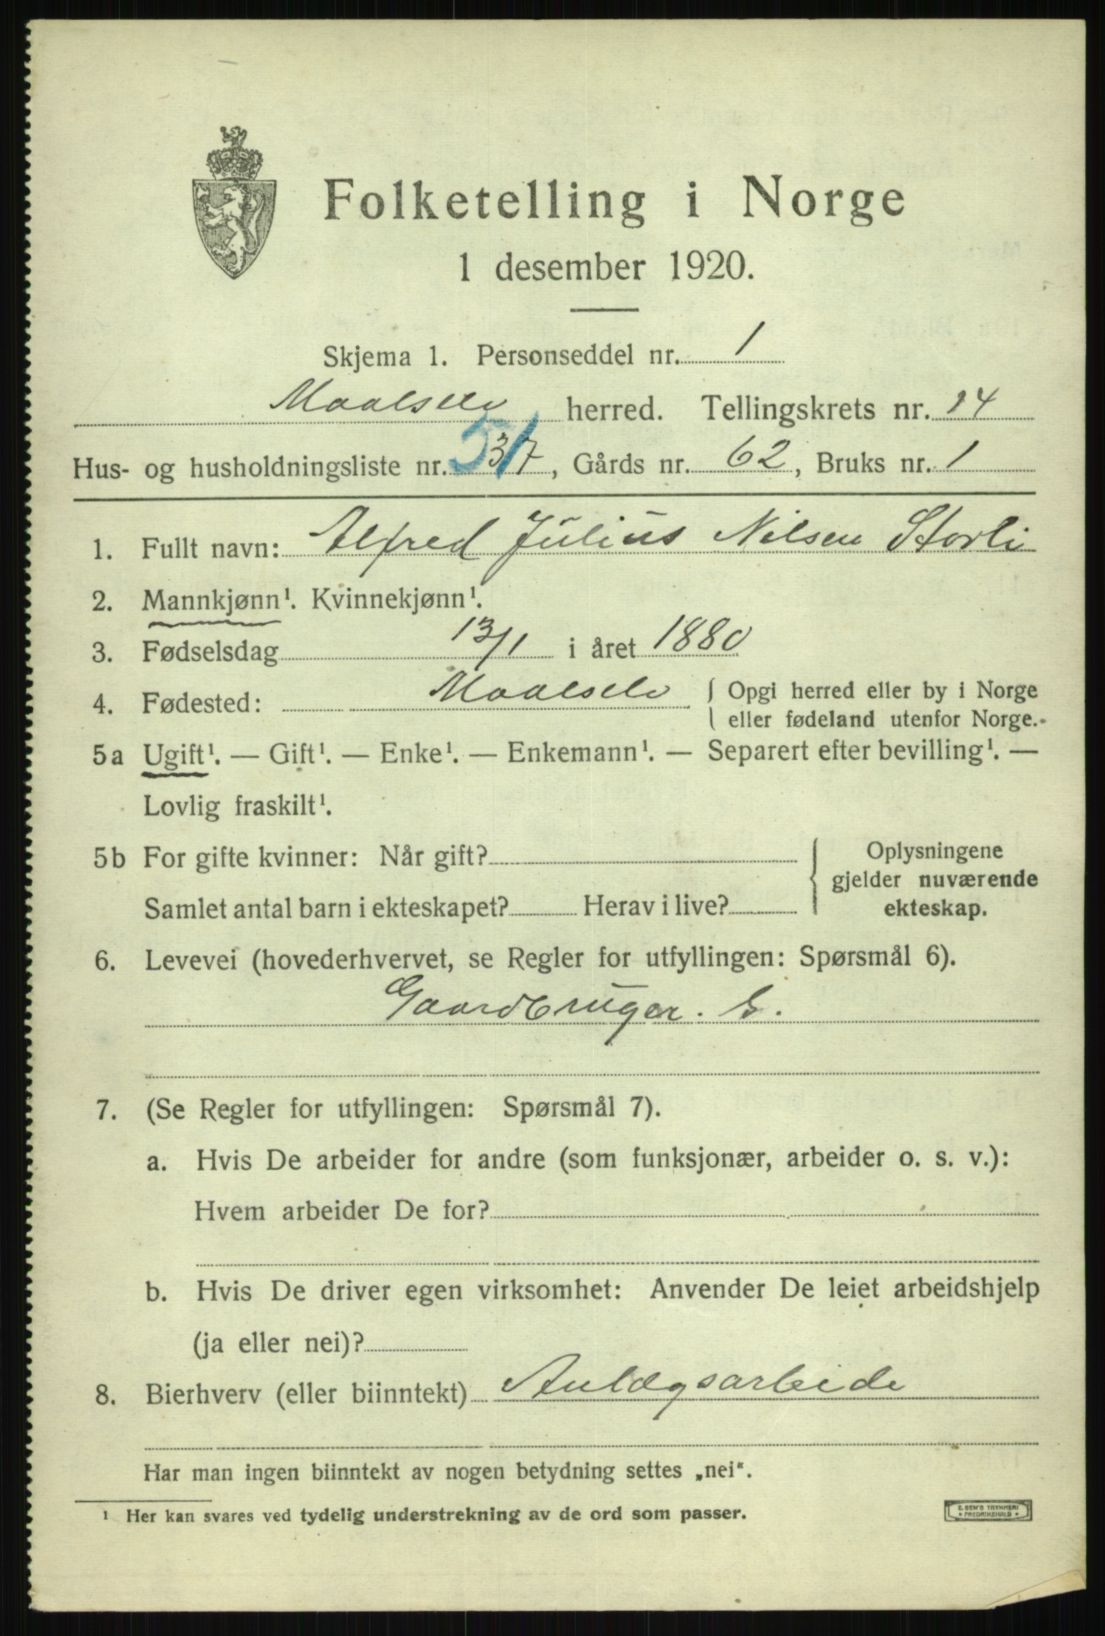 Folketelling i Norge
1 desember 1920.
Skjema 1. Personseddel nr. 1
Maalselv herred. Tellingskrets nr. 14
Hus- og husholdningsliste nr. 37 51, Gårds nr. 62, Bruks nr. 1
1. Fullt navn: Alfred Julius Nilsen Storli
2. Mannkjønn¹. Kvinnekjønn¹.
3. Fødselsdag 13/1 i året 1880
4. Fødested: Maalselv { Opgi herred eller by i Norge
eller fødeland utenfor Norge.
5a Ugift¹. — Gift¹. — Enke¹. — Enkemann¹. — Separert efter bevilling¹. —
Lovlig fraskilt¹.
5b For gifte kvinner: Når gift?
Samlet antal barn i ekteskapet? Herav i live?
Oplysningene
gjelder nuværende
ekteskap.
6. Levevei (hovederhvervet, se Regler for utfyllingen: Spørsmål 6).
Gaardbruger. S.
7. (Se Regler for utfyllingen: Spørsmål 7).
a. Hvis De arbeider for andre (som funksjonær, arbeider o. s. v.):
Hvem arbeider De for?
b. Hvis De driver egen virksomhet: Anvender De leiet arbeidshjelp
(ja eller nei)?
8. Bierhverv (eller biinntekt) Anlægsarbeide
Har man ingen biinntekt av nogen betydning settes „nei".
¹ Her kan svares ved tydelig understrekning av de ord som passer.
E. SEM'S TRYKKERI
FREDRIKSHALD